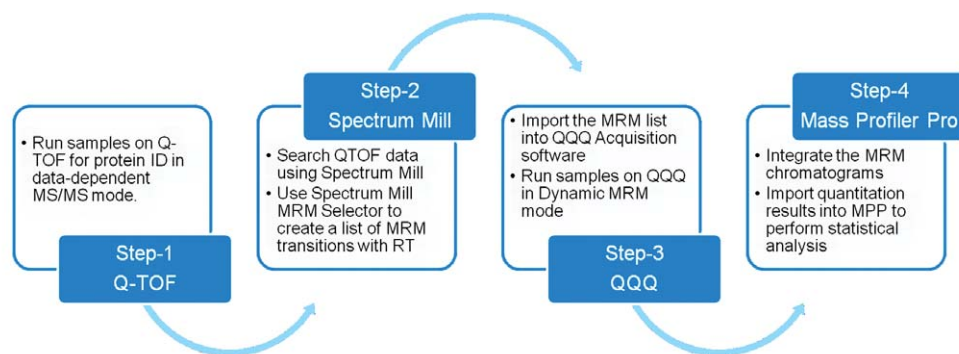 • Run samples on Q-
TOF for protein ID in
data-dependent
MS/MS mode.
Step-1
Q-TOF
Step-2
Spectrum Mill
• Search QTOF data
using Spectrum Mill
• Use Spectrum Mill
MRM Selector to
create a list of MRM
transitions with RT
• Import the MRM list
into QQQ Acquisition
software
• Run samples on QQQ
in Dynamic MRM
mode
Step-3
QQQ
Step-4
Mass Profiler Pro
• Integrate the MRM
chromatograms
• Import quantitation
results into MPP to
perform statistical
analysis